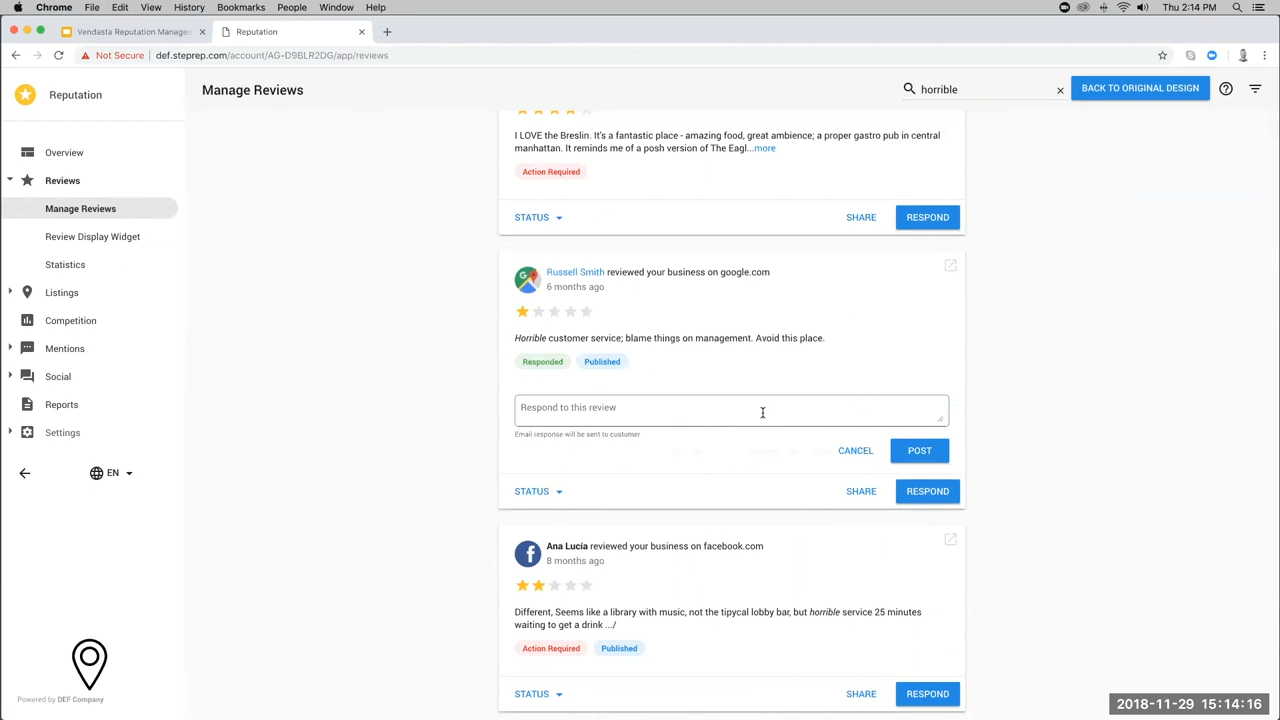 Chrome File Edit View History Bookmarks People Window Help Thu 2:14 PM
Vendasta Reputation Manager × Reputation × +
Not Secure def.steprep.com/account/AG-D9BLR2DG/app/reviews
Reputation
Manage Reviews
horrible ×
BACK TO ORIGINAL DESIGN
Overview
Reviews
Manage Reviews
Review Display Widget
Statistics
Listings
Competition
Mentions
Social
Reports
Settings
EN
Powered by DEF Company
I LOVE the Breslin. It's a fantastic place - amazing food, great ambience; a proper gastro pub in central
manhattan. It reminds me of a posh version of The Eagl...more
Action Required
STATUS SHARE RESPOND
Russell Smith reviewed your business on google.com
6 months ago
Horrible customer service; blame things on management. Avoid this place.
Responded Published
Respond to this review
Email response will be sent to customer
CANCEL POST
STATUS SHARE RESPOND
Ana Lucía reviewed your business on facebook.com
8 months ago
Different, Seems like a library with music, not the tipycal lobby bar, but horrible service 25 minutes
waiting to get a drink .../
Action Required Published
STATUS SHARE RESPOND
2018-11-29 15:14:16